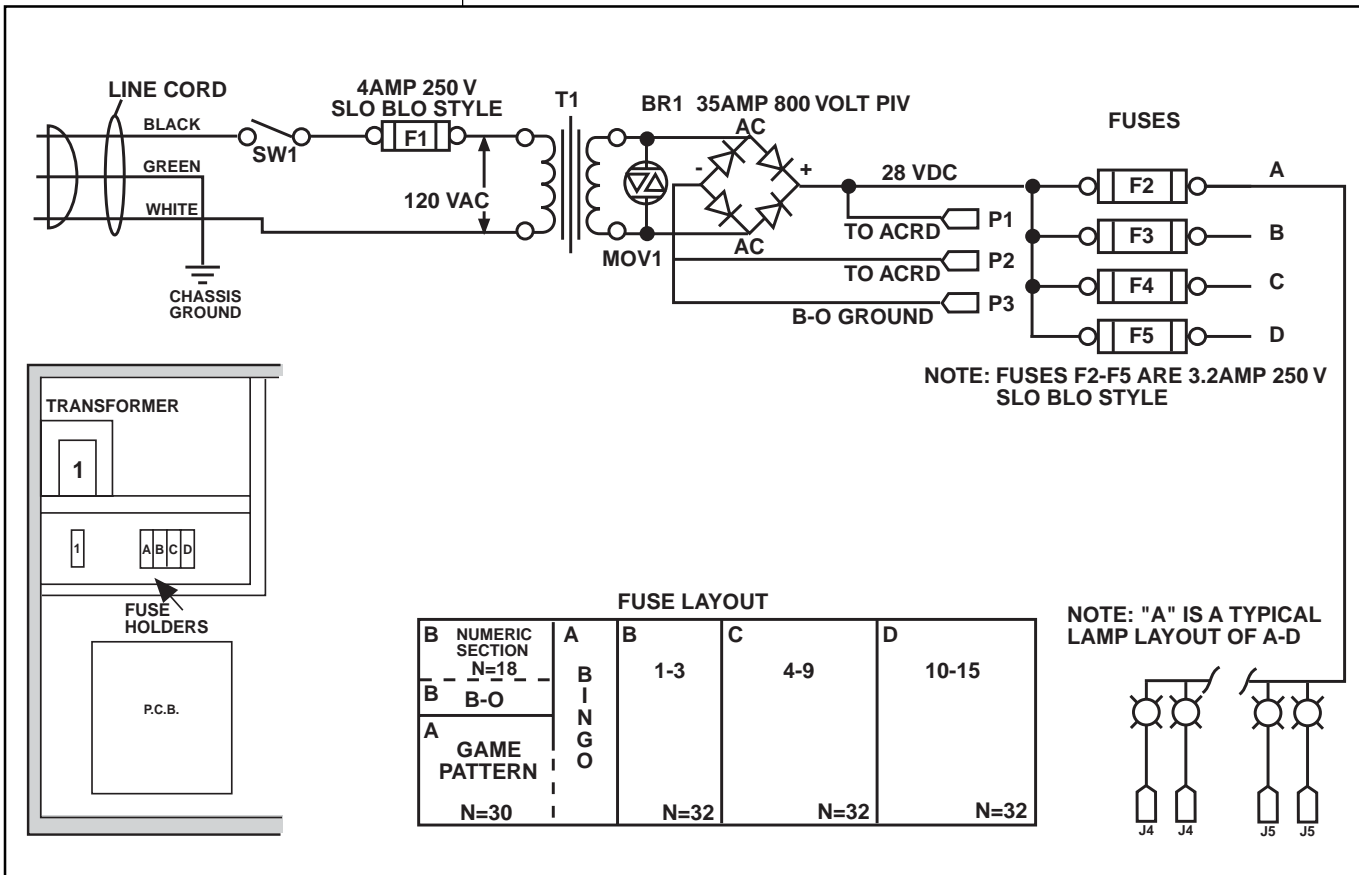 LINE CORD
BLACK
GREEN
WHITE
CHASSIS
GROUND
SW1
4AMP 250 V
SLO BLO STYLE
F1
120 VAC
T1
MOV1
BR1 35AMP 800 VOLT PIV
AC
-
+
AC
28 VDC
TO ACRD
P1
TO ACRD
P2
B-O GROUND
P3
FUSES
F2
A
F3
B
F4
C
F5
D
NOTE: FUSES F2-F5 ARE 3.2AMP 250 V
SLO BLO STYLE
TRANSFORMER
1
1
A B C D
FUSE
HOLDERS
P.C.B.
FUSE LAYOUT
B NUMERIC
SECTION
N=18
B B-O
A
GAME
PATTERN
N=30
A
B
I
N
G
O
B
1-3
N=32
C
4-9
N=32
D
10-15
N=32
NOTE: "A" IS A TYPICAL
LAMP LAYOUT OF A-D
J4 J4 J5 J5